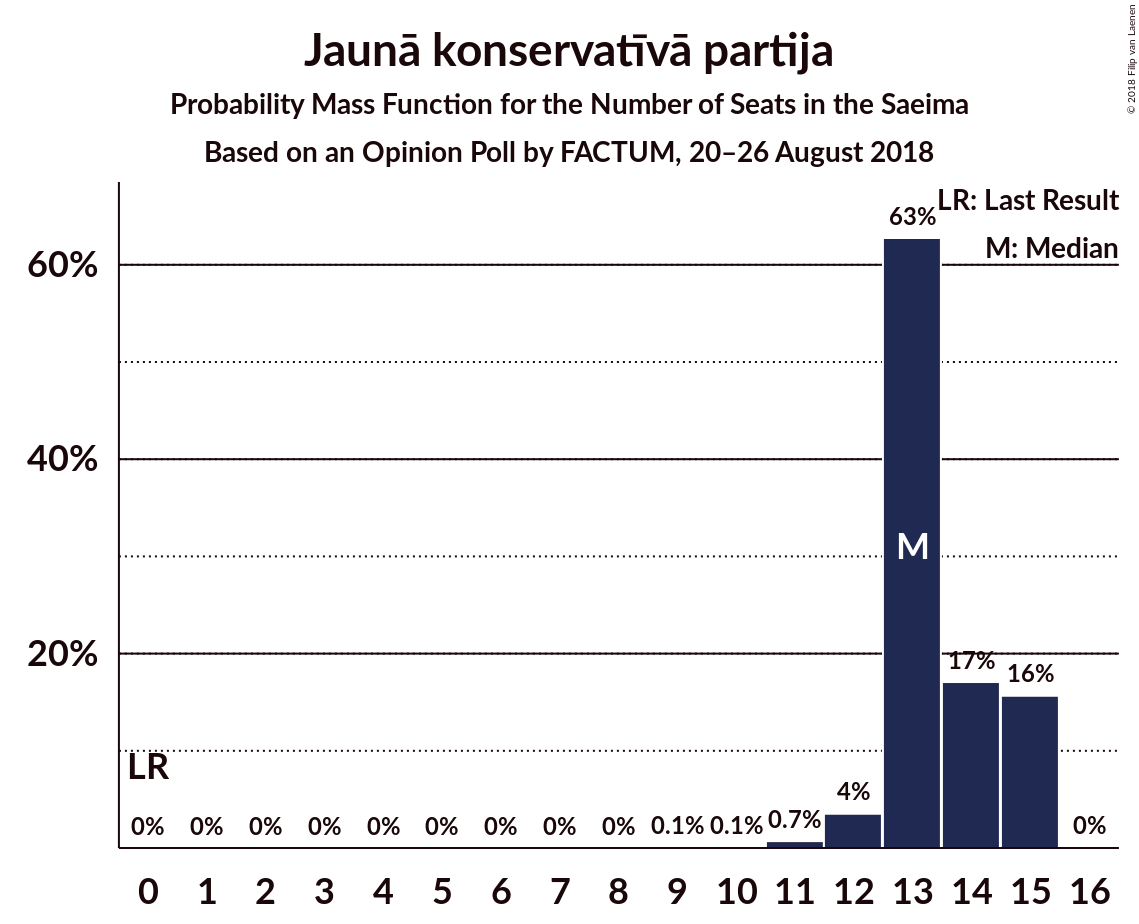 Jaunā konservatīvā partija
Probability Mass Function for the Number of Seats in the Saeima
Based on an Opinion Poll by FACTUM, 20–26 August 2018
© 2018 Filip van Laenen
LR: Last Result
M: Median
60%
40%
20%
63%
M
17%
16%
LR
4%
0% 0% 0% 0% 0% 0% 0% 0% 0% 0.1% 0.1% 0.7% 0%
0 1 2 3 4 5 6 7 8 9 10 11 12 13 14 15 16